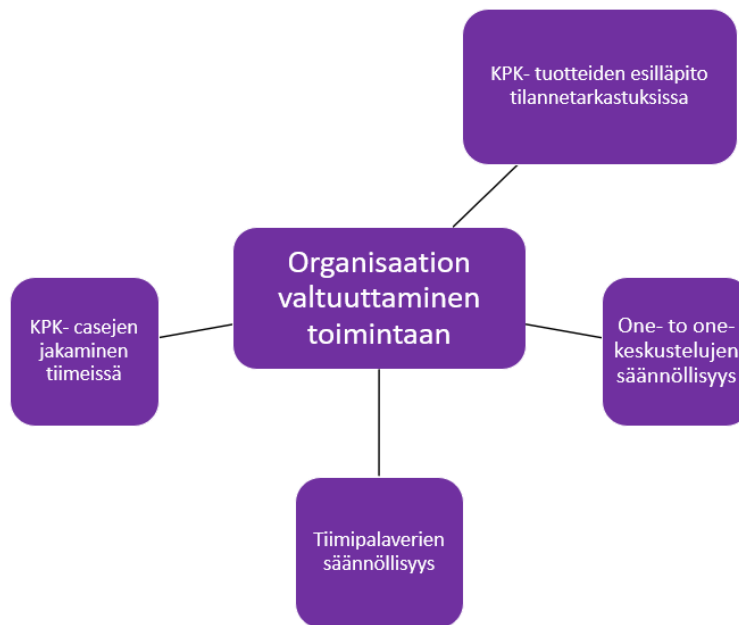 KPK- tuotteiden esilläpito
tilannetarkastuksissa
Organisaation
valtuuttaminen
toimintaan
KPK- casejen
jakaminen
tiimeissä
One- to one-
keskustelujen
säännöllisyys
Tiimipalaverien
säännöllisyys